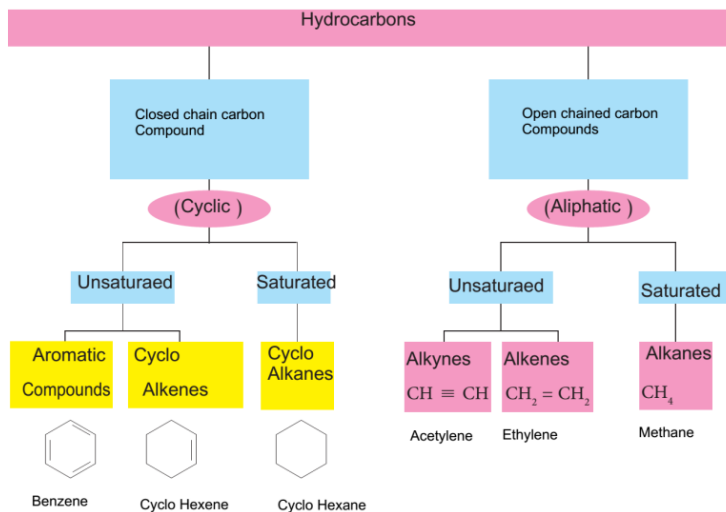 Hydrocarbons
Closed chain carbon
Compound
Open chained carbon
Compounds
(Cyclic )
(Aliphatic )
Unsaturaed
Saturated
Unsaturaed
Saturated
Aromatic
Compounds
Cyclo
Alkenes
Cyclo
Alkanes
Alkynes
CH ≡ CH
Alkenes
CH₂ = CH₂
Alkanes
CH₄
Acetylene
Ethylene
Methane
Benzene
Cyclo Hexene
Cyclo Hexane